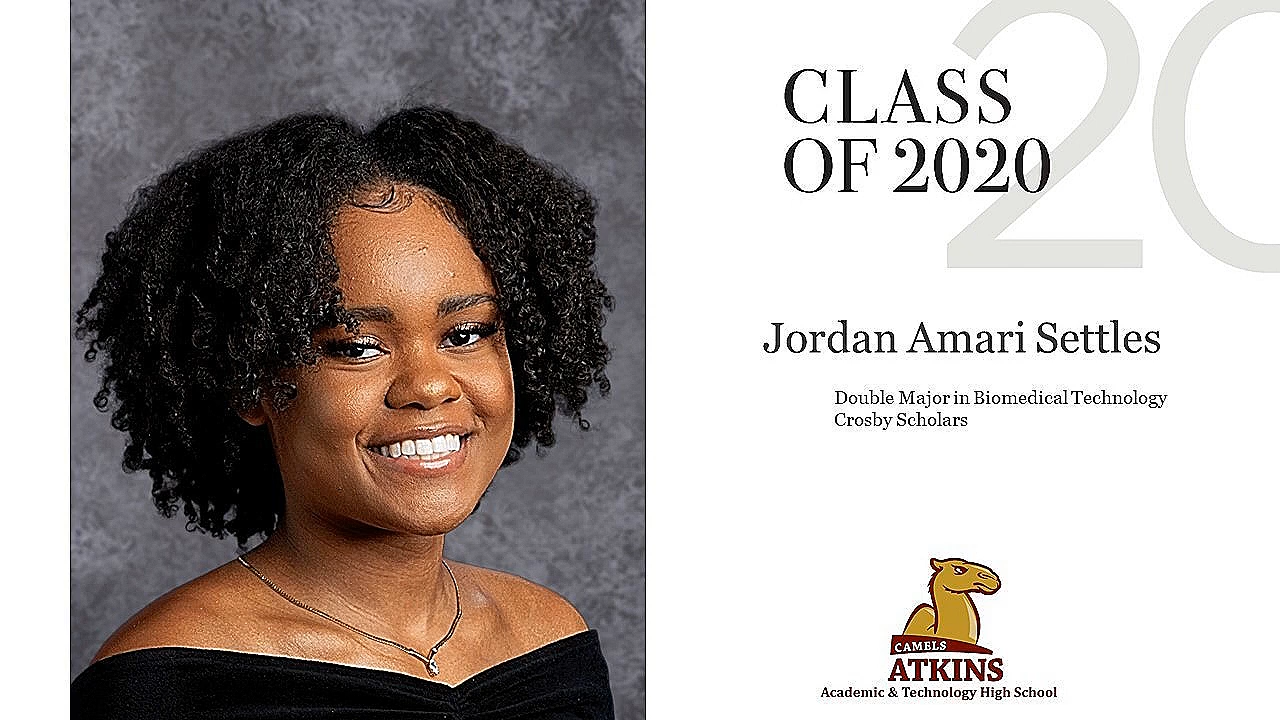 20
CLASS
OF 2020
Jordan Amari Settles
Double Major in Biomedical Technology
Crosby Scholars
CAMELS
ATKINS
Academic & Technology High School